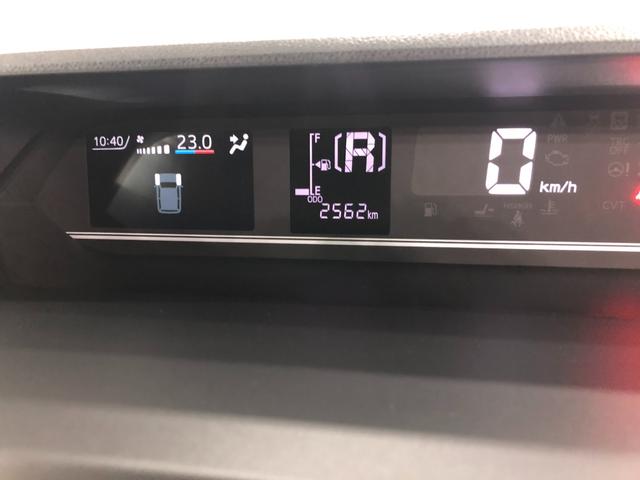 10:40/ 23.0
F
[R]
E
ODO
2562km
0 km/h
PWR
CVT